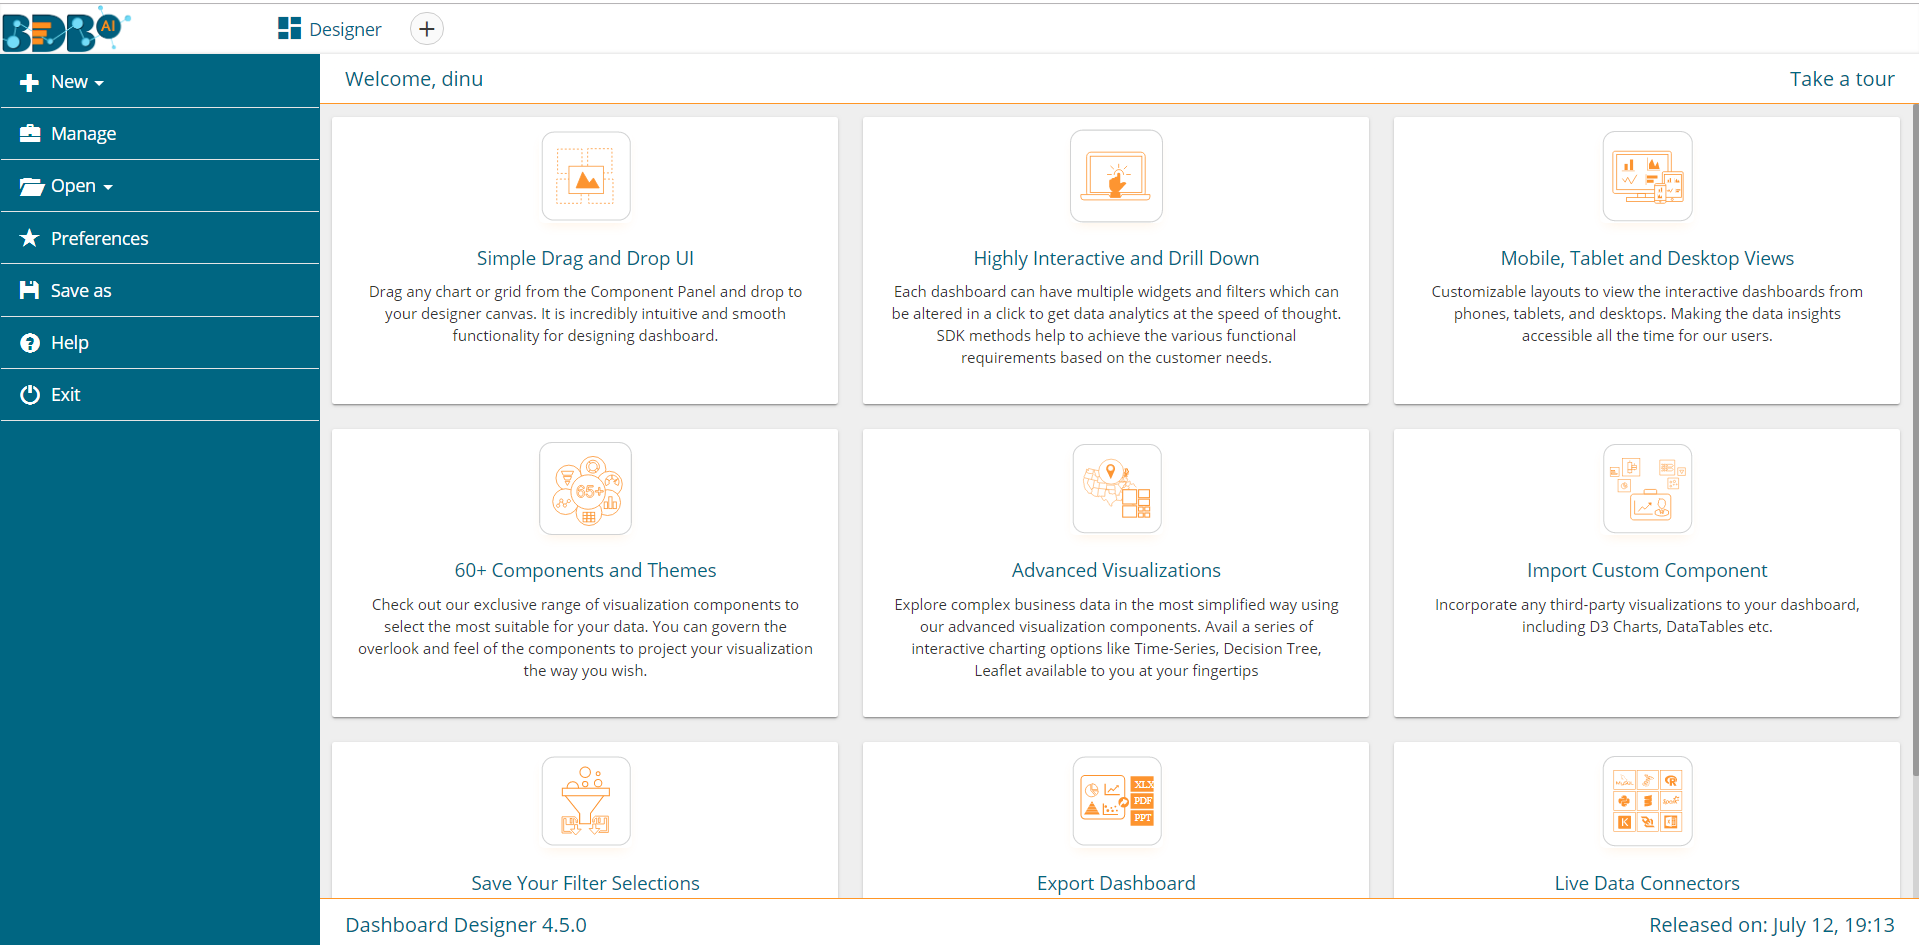 BDB AI
Designer
New
Manage
Open
Preferences
Save as
Help
Exit
Welcome, dinu
Take a tour
Simple Drag and Drop UI
Drag any chart or grid from the Component Panel and drop to
your designer canvas. It is incredibly intuitive and smooth
functionality for designing dashboard.
Highly Interactive and Drill Down
Each dashboard can have multiple widgets and filters which can
be altered in a click to get data analytics at the speed of thought.
SDK methods help to achieve the various functional
requirements based on the customer needs.
Mobile, Tablet and Desktop Views
Customizable layouts to view the interactive dashboards from
phones, tablets, and desktops. Making the data insights
accessible all the time for our users.
65+
60+ Components and Themes
Check out our exclusive range of visualization components to
select the most suitable for your data. You can govern the
overlook and feel of the components to project your visualization
the way you wish.
Advanced Visualizations
Explore complex business data in the most simplified way using
our advanced visualization components. Avail a series of
interactive charting options like Time-Series, Decision Tree,
Leaflet available to you at your fingertips
Import Custom Component
Incorporate any third-party visualizations to your dashboard,
including D3 Charts, DataTables etc.
Save Your Filter Selections
XLX
PDF
PPT
Export Dashboard
R
K
Live Data Connectors
Dashboard Designer 4.5.0
Released on: July 12, 19:13